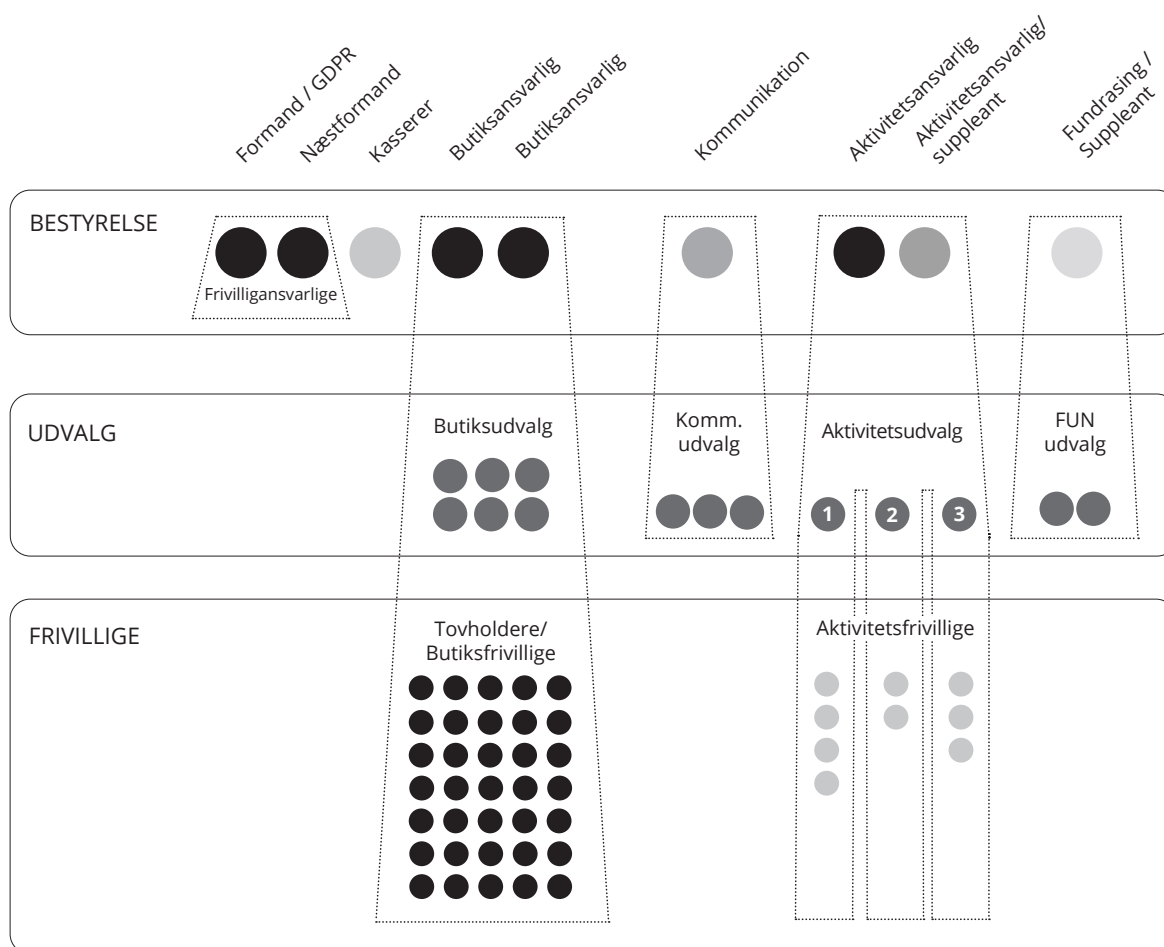 Formand / GDPR
Næstformand
Kasserer
Butiksansvarlig
Butiksansvarlig
Kommunikation
Aktivitetsansvarlig
Aktivitetsansvarlig/
suppleant
Fundrasing /
Suppleant
BESTYRELSE
Frivilligansvarlige
UDVALG
Butiksudvalg
Komm.
udvalg
Aktivitetsudvalg
FUN
udvalg
1
2
3
FRIVILLIGE
Tovholdere/
Butiksfrivillige
Aktivitetsfrivillige